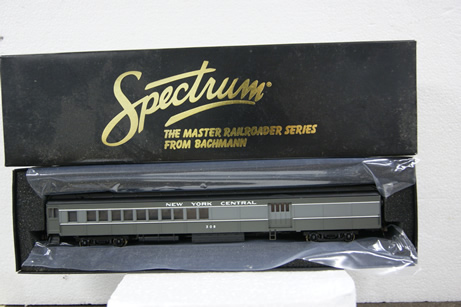 Spectrum
THE MASTER RAILROADER SERIES
FROM BACHMANN
NEW YORK CENTRAL